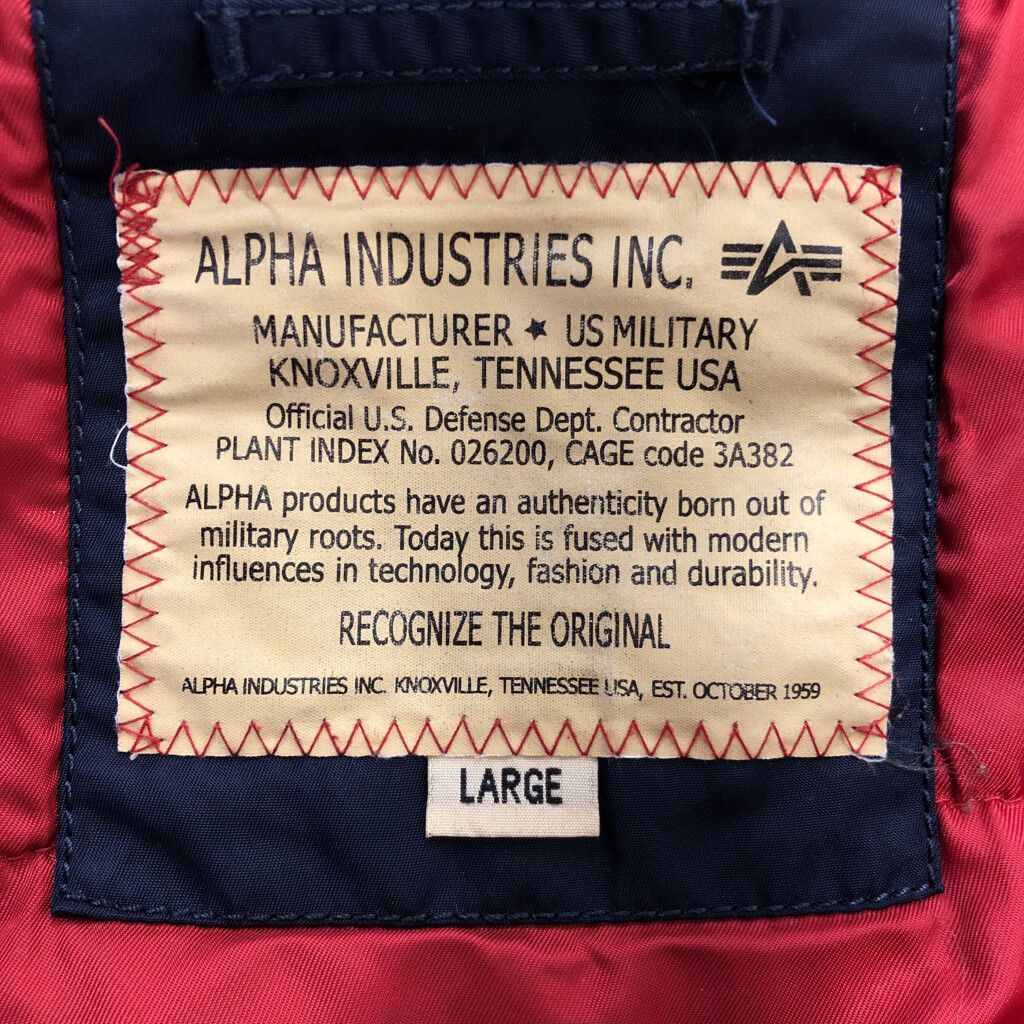 ALPHA INDUSTRIES INC.
MANUFACTURER ★ US MILITARY
KNOXVILLE, TENNESSEE USA
Official U.S. Defense Dept. Contractor
PLANT INDEX No. 026200, CAGE code 3A382
ALPHA products have an authenticity born out of
military roots. Today this is fused with modern
influences in technology, fashion and durability.
RECOGNIZE THE ORIGINAL
ALPHA INDUSTRIES INC. KNOXVILLE, TENNESSEE USA, EST. OCTOBER 1959
LARGE